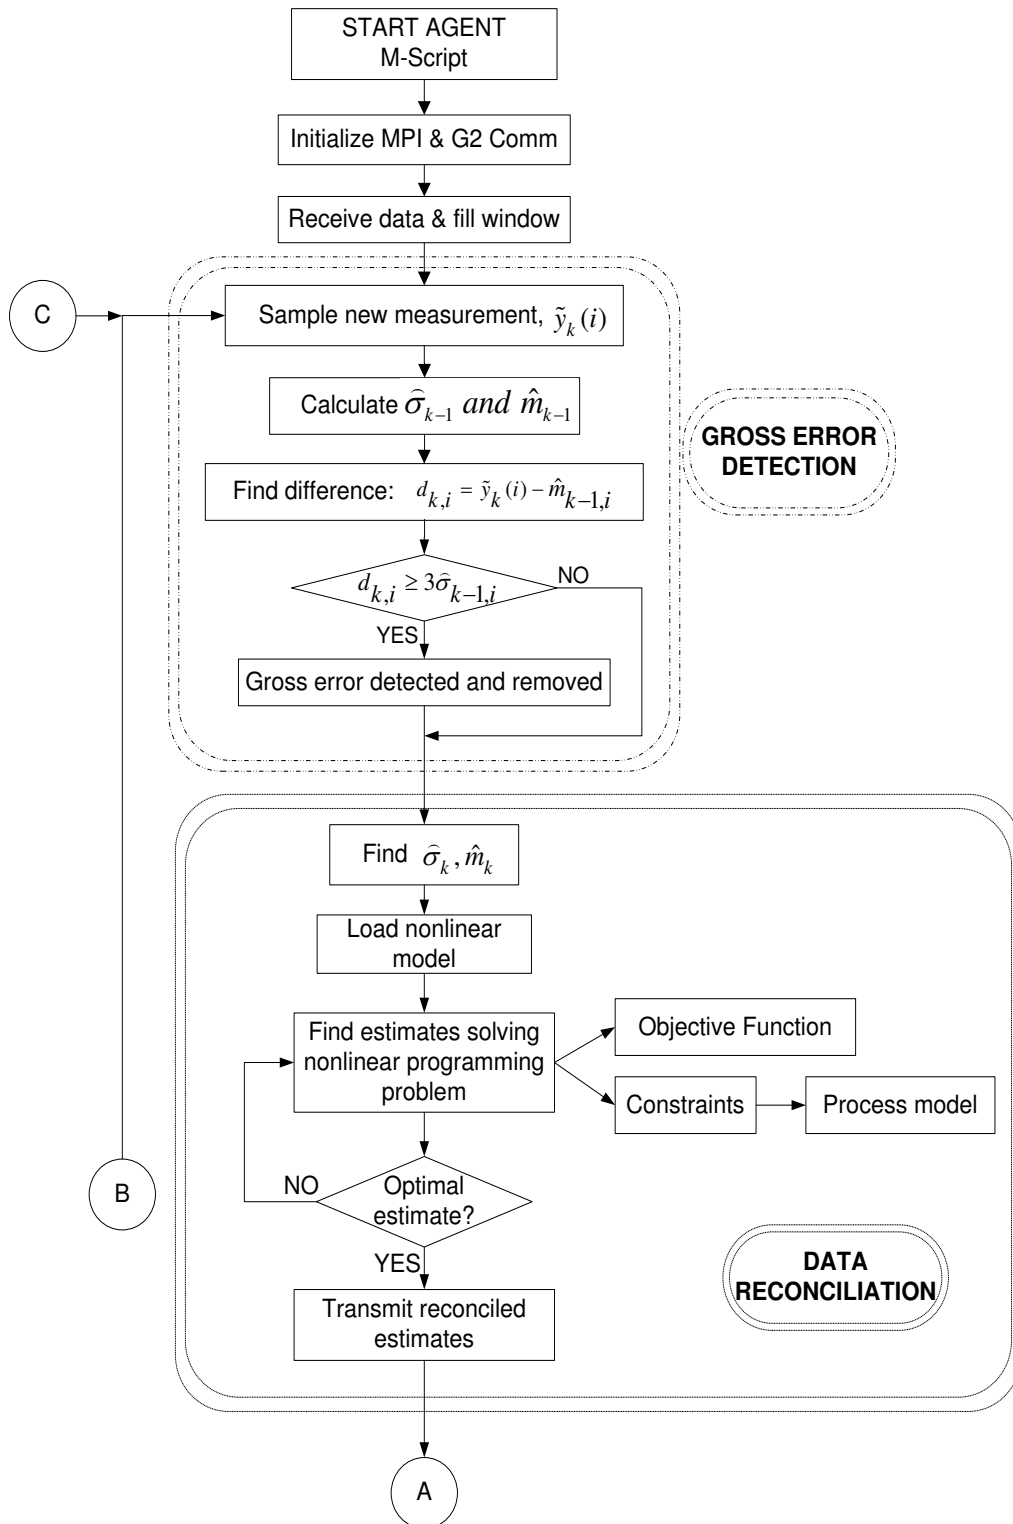 START AGENT
M-Script
Initialize MPI & G2 Comm
Receive data & fill window
C
Sample new measurement, ỹ_k(i)
Calculate σ̂_{k−1} and m̂_{k−1}
GROSS ERROR
DETECTION
Find difference: d_{k,i} = ỹ_k(i) − m̂_{k−1,i}
d_{k,i} ≥ 3σ̂_{k−1,i}
NO
YES
Gross error detected and removed
Find σ̂_k, m̂_k
Load nonlinear
model
Find estimates solving
nonlinear programming
problem
Objective Function
Constraints
Process model
B
NO
Optimal
estimate?
YES
DATA
RECONCILIATION
Transmit reconciled
estimates
A